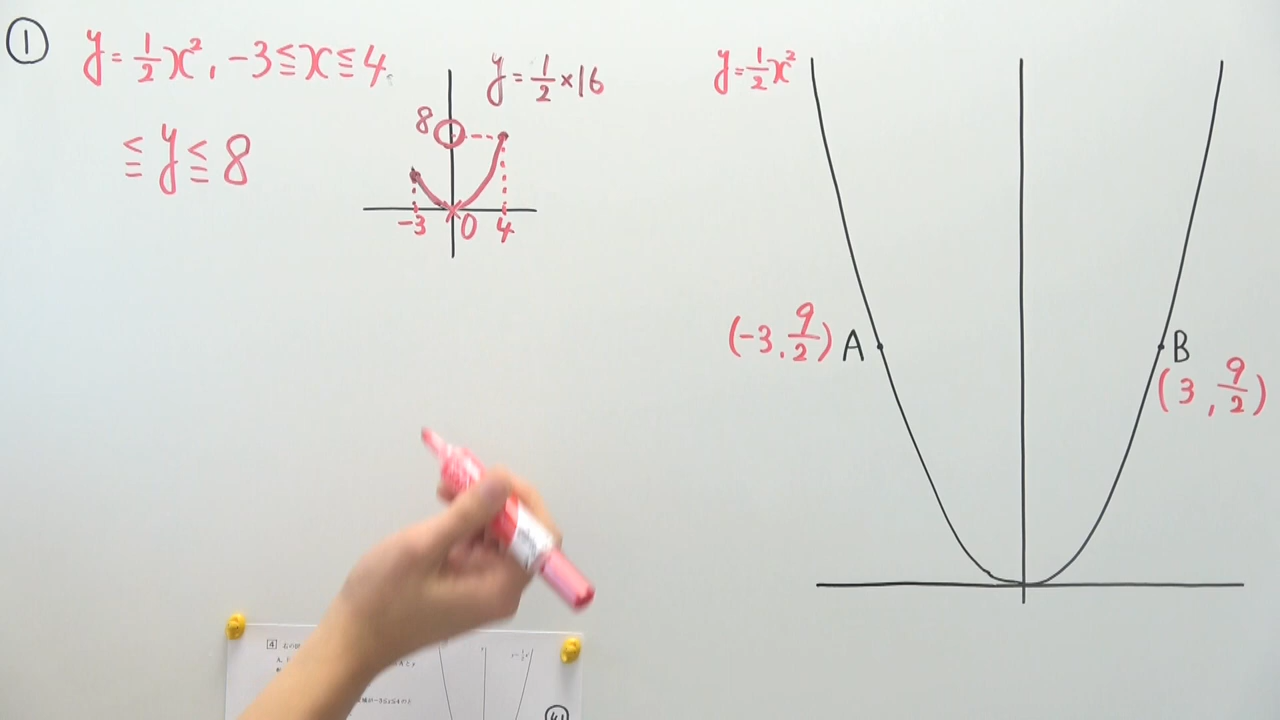 ① y=1/2x², -3≦x≦4
≦y≦8
y=1/2×16
8
-3 0 4
y=1/2x²
(-3, 9/2) A
B
(3, 9/2)
4